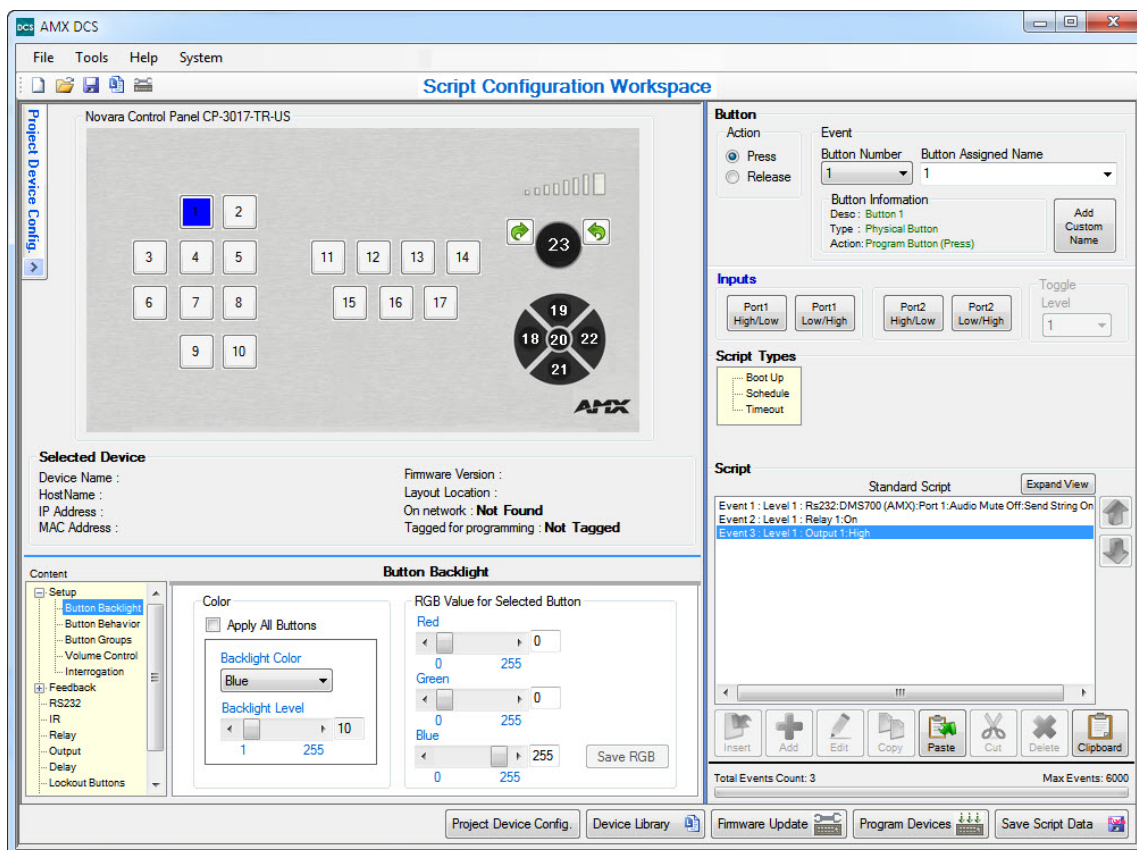 DCS AMX DCS
File Tools Help System
Script Configuration Workspace
Project Device Config.
Novara Control Panel CP-3017-TR-US
1 2
3 4 5 11 12 13 14 23
6 7 8 15 16 17
9 10
19
18 20 22
21
AMX
Selected Device
Device Name :
HostName :
IP Address :
MAC Address :
Firmware Version :
Layout Location :
On network : Not Found
Tagged for programming : Not Tagged
Content
Setup
Button Backlight
Button Behavior
Button Groups
Volume Control
Interrogation
Feedback
RS232
IR
Relay
Output
Delay
Lockout Buttons
Button Backlight
Color
Apply All Buttons
Backlight Color
Blue
Backlight Level
10
1 255
RGB Value for Selected Button
Red
0
0 255
Green
0
0 255
Blue
255
0 255
Save RGB
Button
Action
Press
Release
Event
Button Number Button Assigned Name
1 1
Button Information
Desc : Button 1
Type : Physical Button
Action: Program Button (Press)
Add Custom Name
Inputs
Port1 High/Low
Port1 Low/High
Port2 High/Low
Port2 Low/High
Toggle
Level
1
Script Types
Boot Up
Schedule
Timeout
Script
Standard Script
Expand View
Event 1 : Level 1 : Rs232:DMS700 (AMX):Port 1:Audio Mute Off:Send String On
Event 2 : Level 1 : Relay 1:On
Event 3 : Level 1 : Output 1:High
Insert Add Edit Copy Paste Cut Delete Clipboard
Total Events Count: 3 Max Events: 6000
Project Device Config. Device Library Firmware Update Program Devices Save Script Data